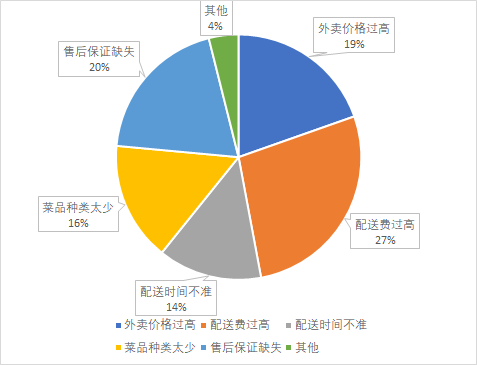 其他
4%
外卖价格过高
19%
售后保证缺失
20%
菜品种类太少
16%
配送费过高
27%
配送时间不准
14%
外卖价格过高 配送费过高 配送时间不准
菜品种类太少 售后保证缺失 其他